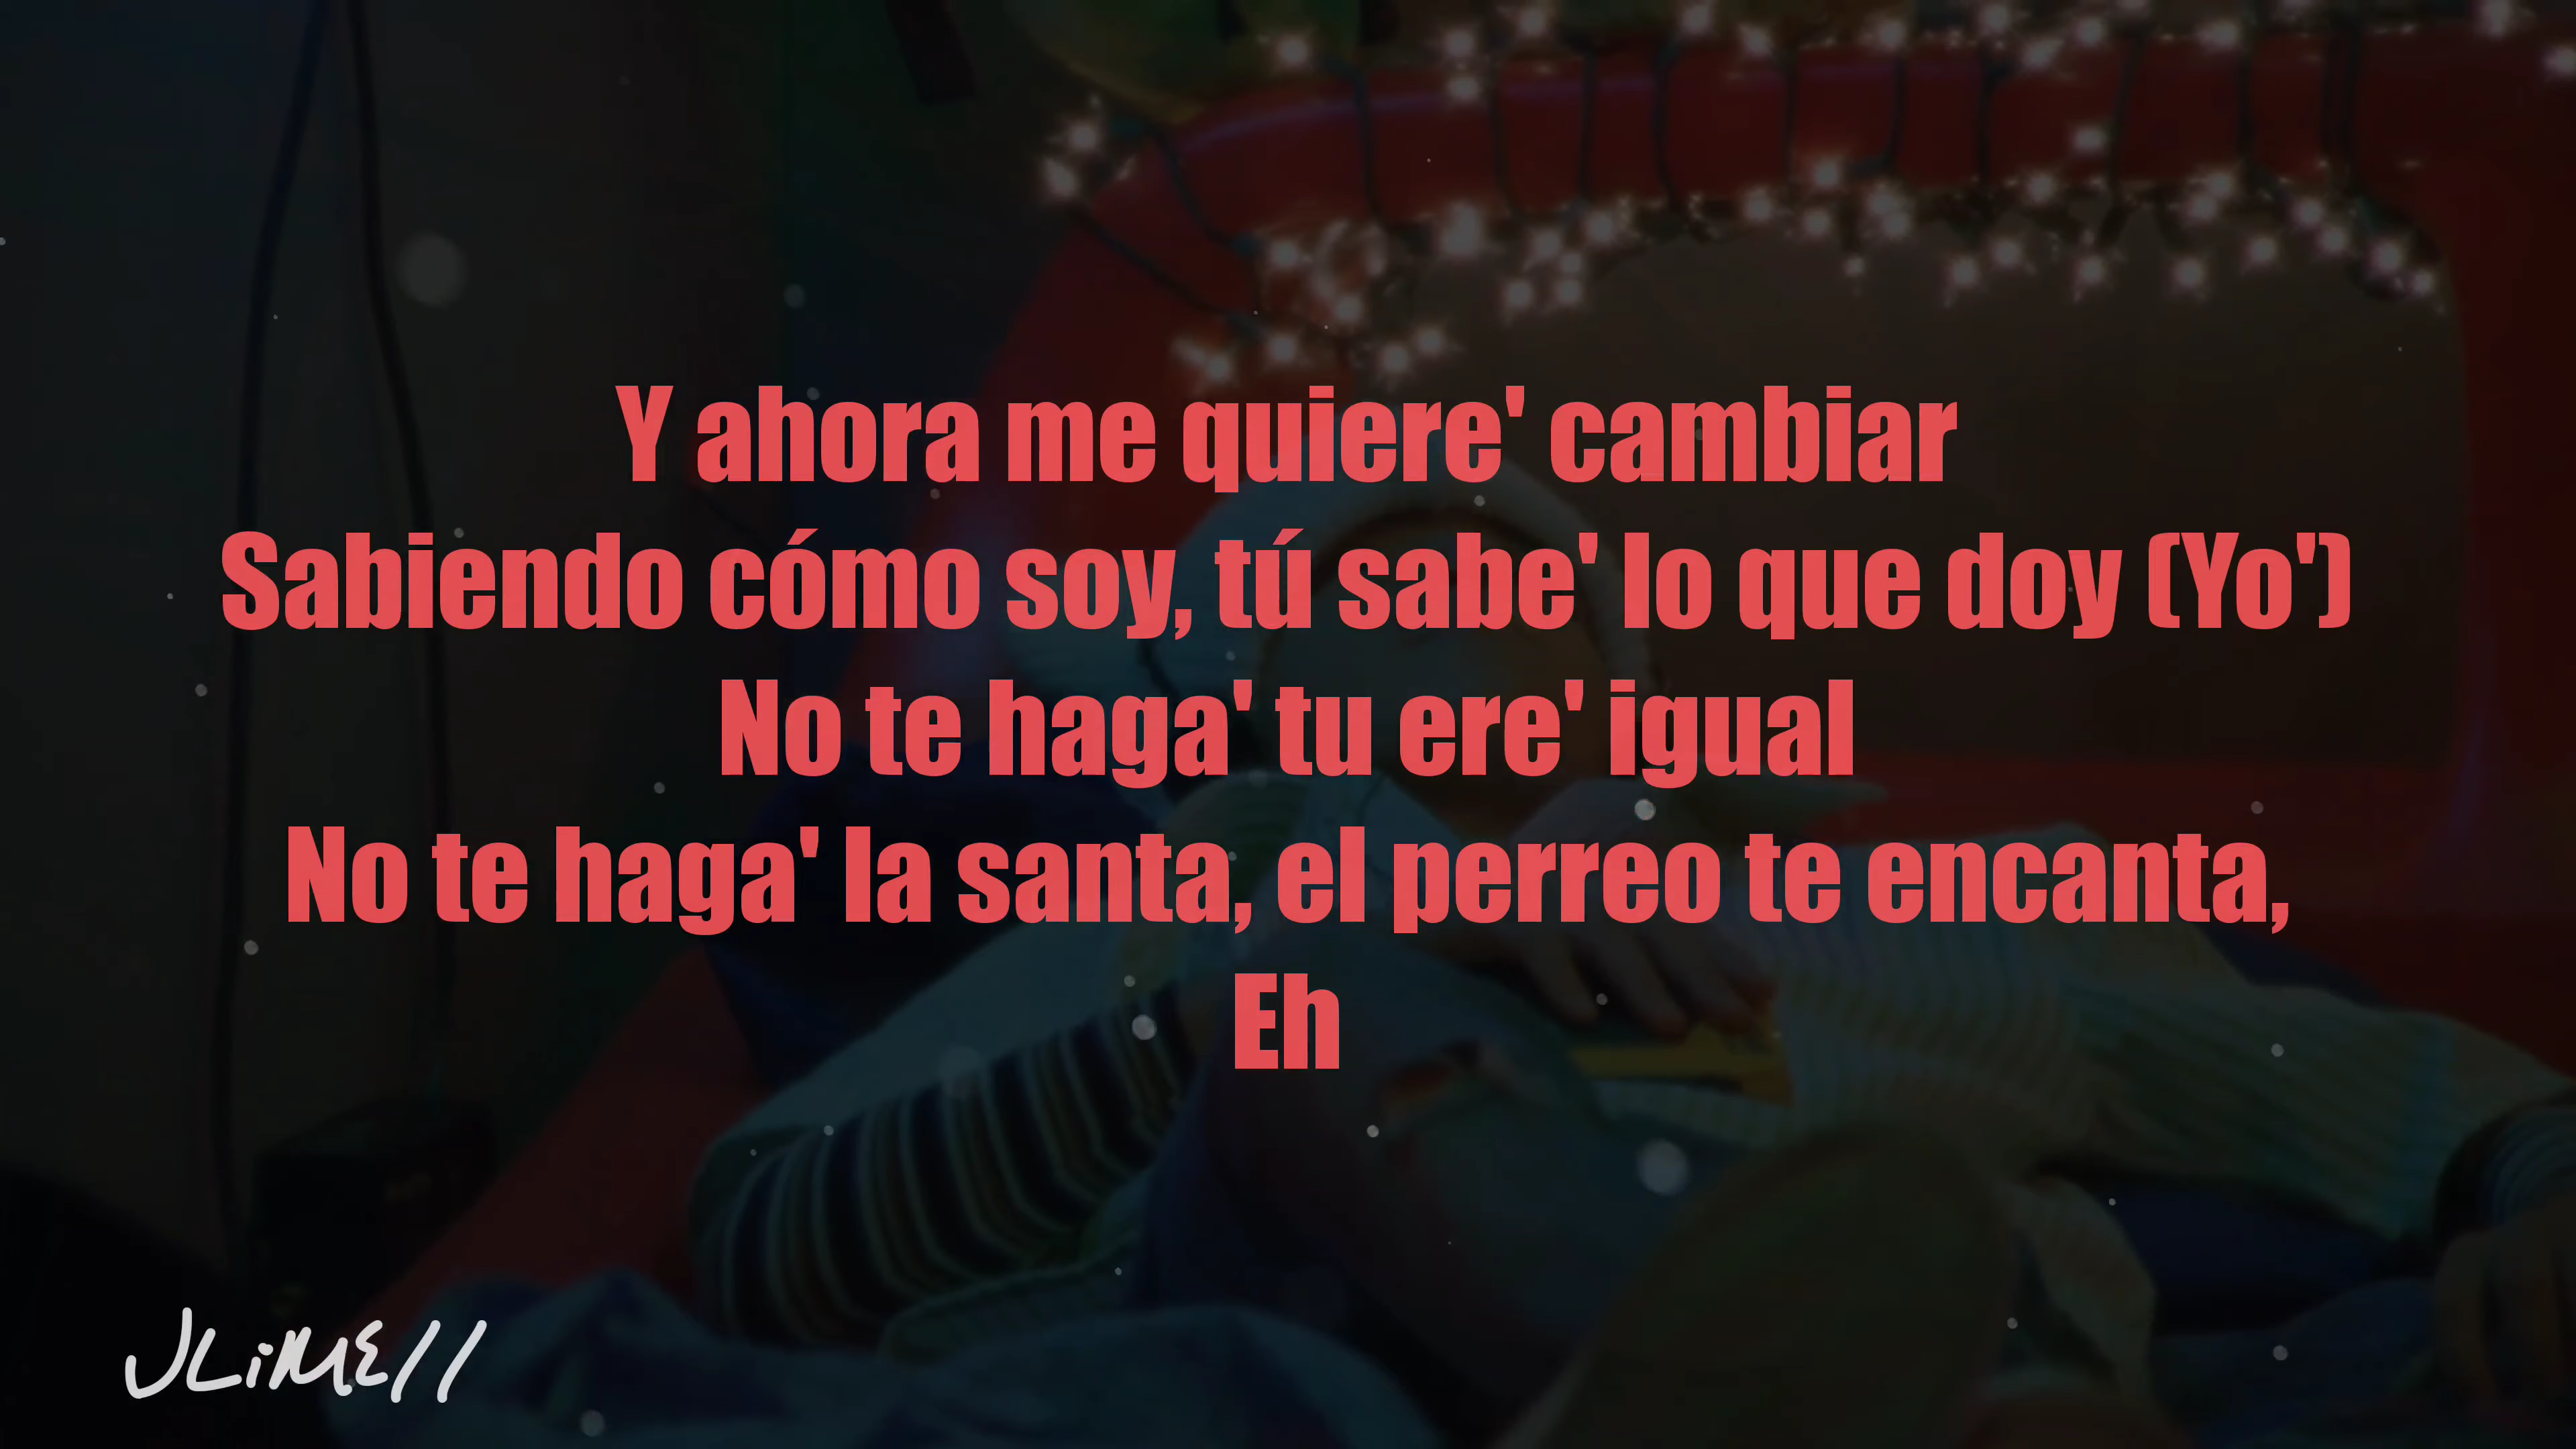 Y ahora me quiere' cambiar
Sabiendo cómo soy, tú sabe' lo que doy (Yo')
No te haga' tu ere' igual
No te haga' la santa, el perreo te encanta,
Eh
JLiME//